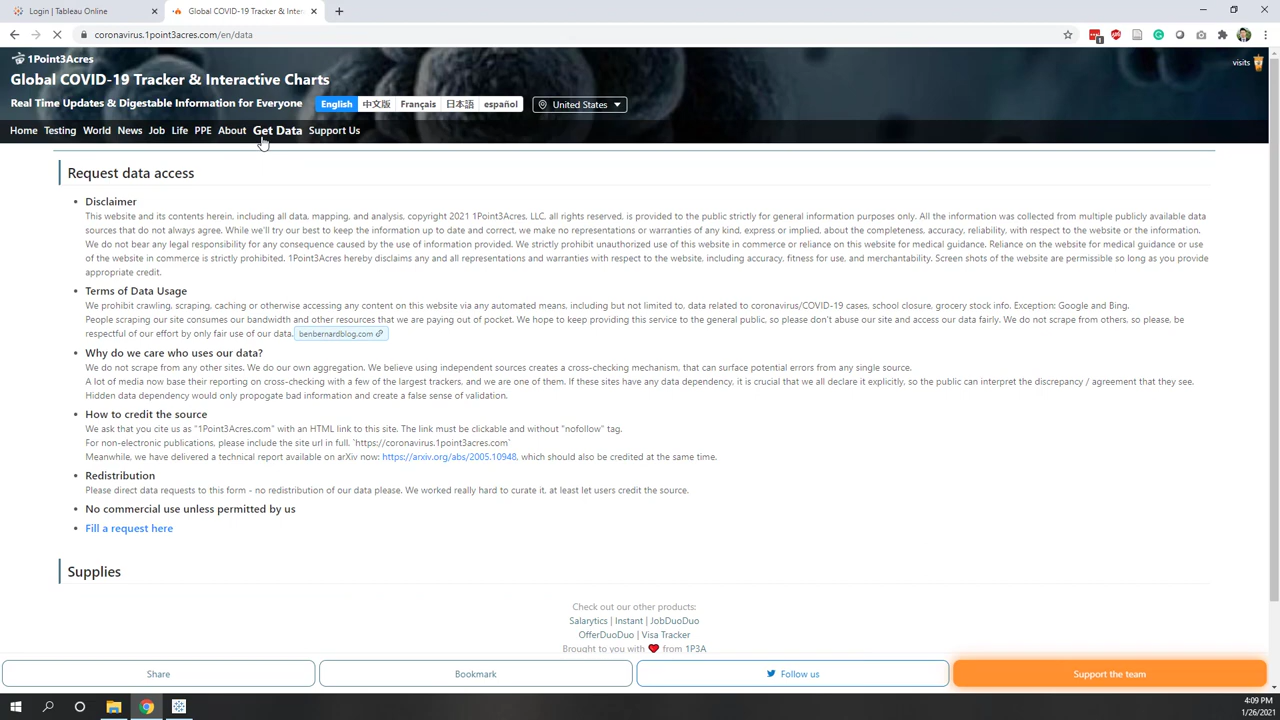 Login | Tableau Online
Global COVID-19 Tracker & Inter
coronavirus.1point3acres.com/en/data
1
1Point3Acres
visits
Global COVID-19 Tracker & Interactive Charts
Real Time Updates & Digestable Information for Everyone
English 中文版 Français 日本語 español United States
Home Testing World News Job Life PPE About Get Data Support Us
Request data access
Disclaimer
This website and its contents herein, including all data, mapping, and analysis, copyright 2021 1Point3Acres, LLC, all rights reserved, is provided to the public strictly for general information purposes only. All the information was collected from multiple publicly available data
sources that do not always agree. While we'll try our best to keep the information up to date and correct, we make no representations or warranties of any kind, express or implied, about the completeness, accuracy, reliability, with respect to the website or the information.
We do not bear any legal responsibility for any consequence caused by the use of information provided. We strictly prohibit unauthorized use of this website in commerce or reliance on this website for medical guidance. Reliance on the website for medical guidance or use
of the website in commerce is strictly prohibited. 1Point3Acres hereby disclaims any and all representations and warranties with respect to the website, including accuracy, fitness for use, and merchantability. Screen shots of the website are permissible so long as you provide
appropriate credit.
Terms of Data Usage
We prohibit crawling, scraping, caching or otherwise accessing any content on this website via any automated means, including but not limited to, data related to coronavirus/COVID-19 cases, school closure, grocery stock info. Exception: Google and Bing.
People scraping our site consumes our bandwidth and other resources that we are paying out of pocket. We hope to keep providing this service to the general public, so please don't abuse our site and access our data fairly. We do not scrape from others, so please, be
respectful of our effort by only fair use of our data. benbernardblog.com
Why do we care who uses our data?
We do not scrape from any other sites. We do our own aggregation. We believe using independent sources creates a cross-checking mechanism, that can surface potential errors from any single source.
A lot of media now base their reporting on cross-checking with a few of the largest trackers, and we are one of them. If these sites have any data dependency, it is crucial that we all declare it explicitly, so the public can interpret the discrepancy / agreement that they see.
Hidden data dependency would only propogate bad information and create a false sense of validation.
How to credit the source
We ask that you cite us as "1Point3Acres.com" with an HTML link to this site. The link must be clickable and without "nofollow" tag.
For non-electronic publications, please include the site url in full. `https://coronavirus.1point3acres.com`
Meanwhile, we have delivered a technical report available on arXiv now: https://arxiv.org/abs/2005.10948, which should also be credited at the same time.
Redistribution
Please direct data requests to this form - no redistribution of our data please. We worked really hard to curate it, at least let users credit the source.
No commercial use unless permitted by us
Fill a request here
Supplies
Check out our other products:
Salarytics | Instant | JobDuoDuo
OfferDuoDuo | Visa Tracker
Brought to you with from 1P3A
Share Bookmark Follow us Support the team
4:09 PM
1/26/2021